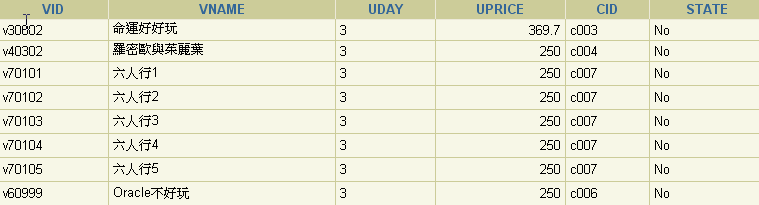 VID VNAME UDAY UPRICE CID STATE
v30302 命運好好玩 3 369.7 c003 No
v40302 羅密歐與茱麗葉 3 250 c004 No
v70101 六人行1 3 250 c007 No
v70102 六人行2 3 250 c007 No
v70103 六人行3 3 250 c007 No
v70104 六人行4 3 250 c007 No
v70105 六人行5 3 250 c007 No
v60999 Oracle不好玩 3 250 c006 No